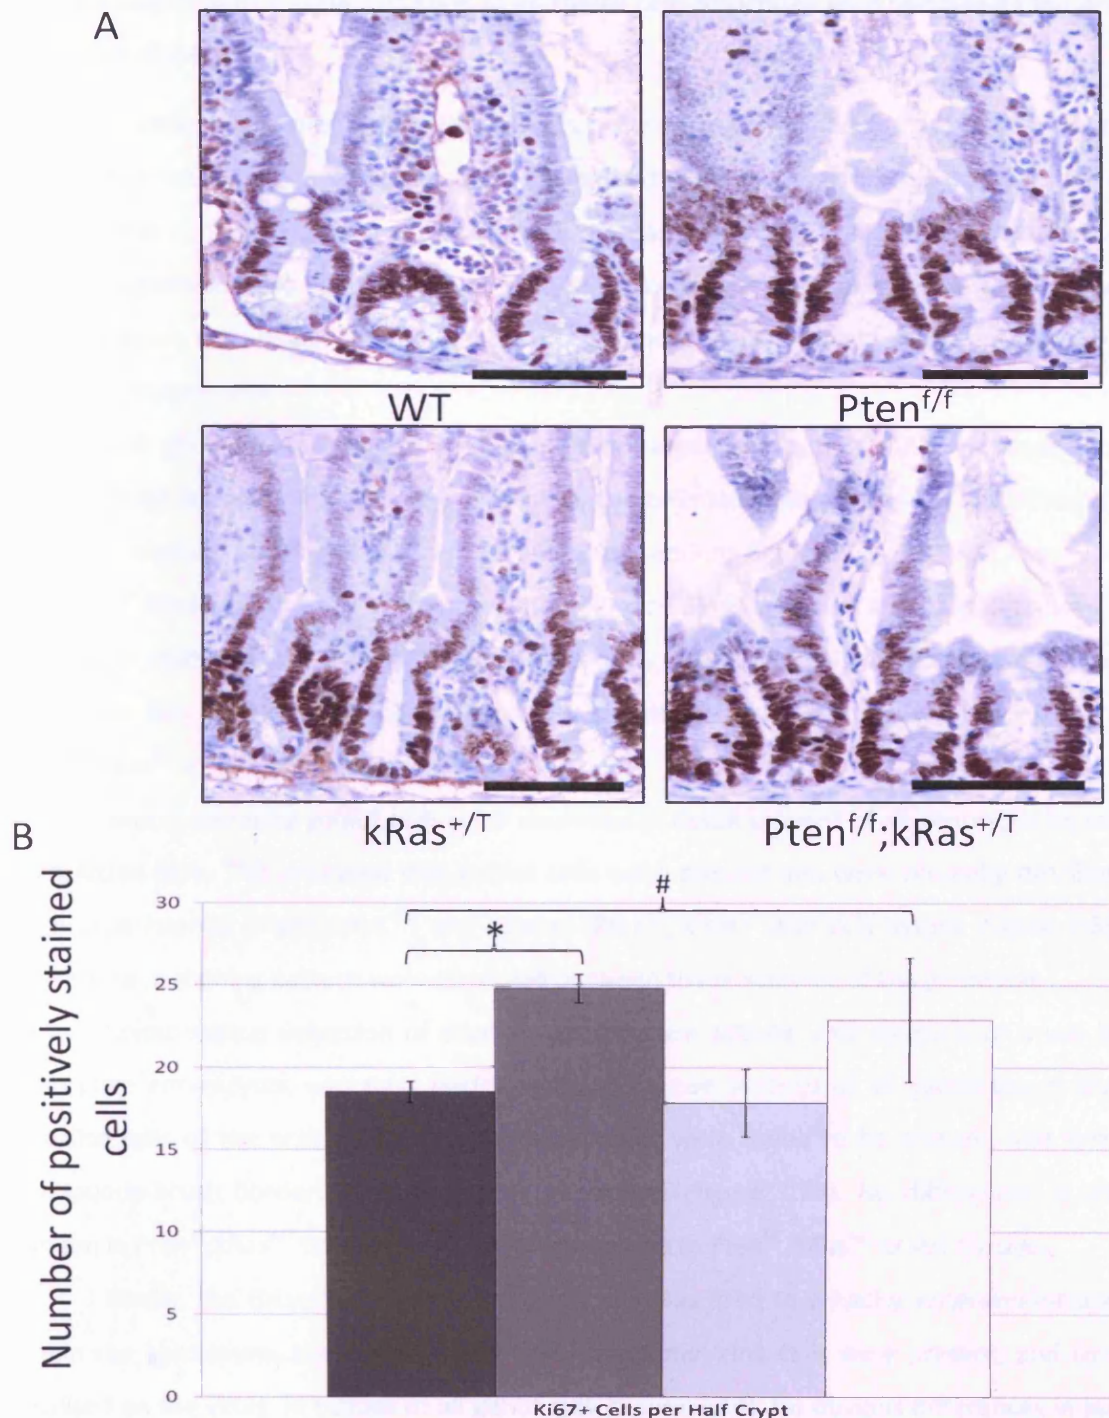 A
WT
Pten^f/f
kRas^+/T
Pten^f/f;kRas^+/T
B
Number of positively stained
cells
30
25
20
15
10
5
0
#
*
Ki67+ Cells per Half Crypt